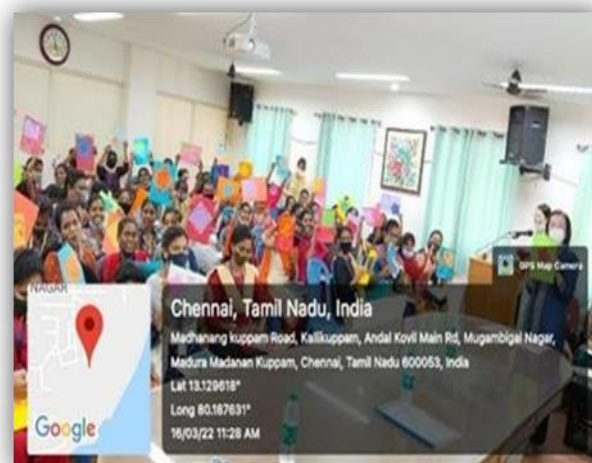 GPS Map Camera
NAGAR
Chennai, Tamil Nadu, India
Madhanang kuppam Road, Kallikuppam, Andal Kovil Main Rd, Mugambigai Nagar,
Madura Madanan Kuppam, Chennai, Tamil Nadu 600053, India
Lat 13.129618°
Long 80.187631°
16/03/22 11:28 AM
Google